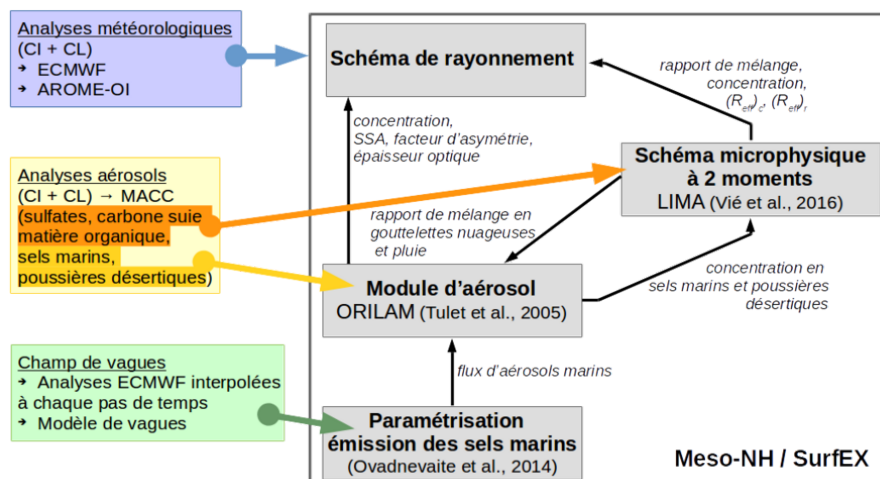 Analyses météorologiques
(CI + CL)
➔ ECMWF
➔ AROME-OI
Analyses aérosols
(CI + CL) → MACC
(sulfates, carbone suie
matière organique,
sels marins,
poussières désertiques)
Champ de vagues
➔ Analyses ECMWF interpolées
à chaque pas de temps
➔ Modèle de vagues
Schéma de rayonnement
rapport de mélange,
concentration,
(R_eff)_c, (R_eff)_r
concentration,
SSA, facteur d'asymétrie,
épaisseur optique
Schéma microphysique
à 2 moments
LIMA (Vié et al., 2016)
rapport de mélange en
gouttelettes nuageuses
et pluie
Module d'aérosol
ORILAM (Tulet et al., 2005)
concentration en
sels marins et poussières
désertiques
flux d'aérosols marins
Paramétrisation
émission des sels marins
(Ovadnevaite et al., 2014)
Meso-NH / SurfEX